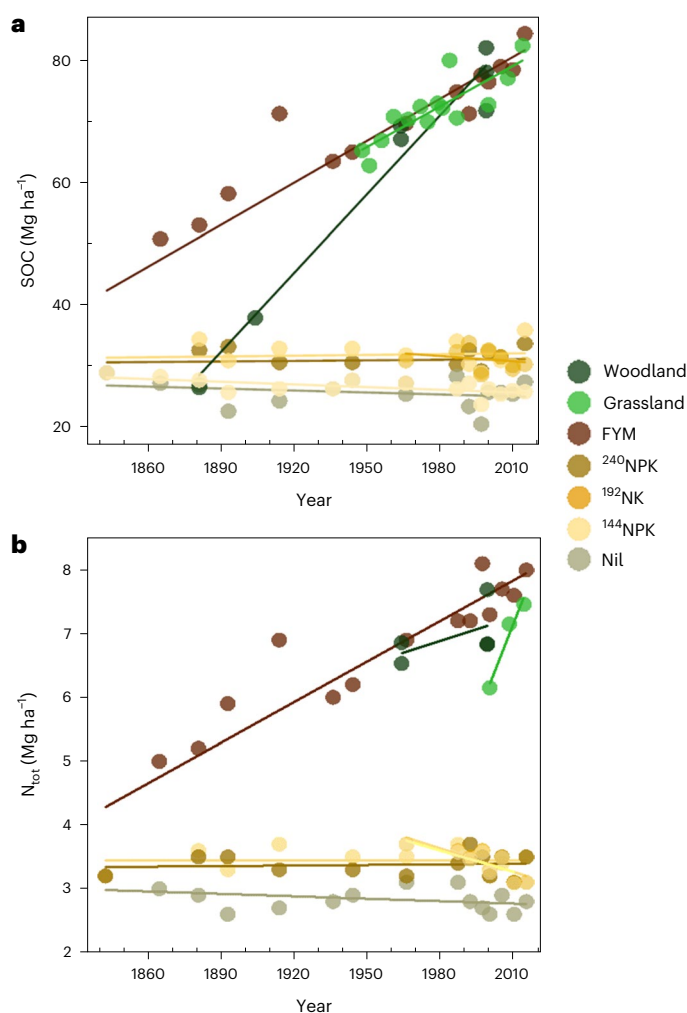 a
80
60
40
20
SOC (Mg ha⁻¹)
1860 1890 1920 1950 1980 2010
Year
Woodland
Grassland
FYM
²⁴⁰NPK
¹⁹²NK
¹⁴⁴NPK
Nil
b
8
7
6
5
4
3
2
Nₜₒₜ (Mg ha⁻¹)
1860 1890 1920 1950 1980 2010
Year